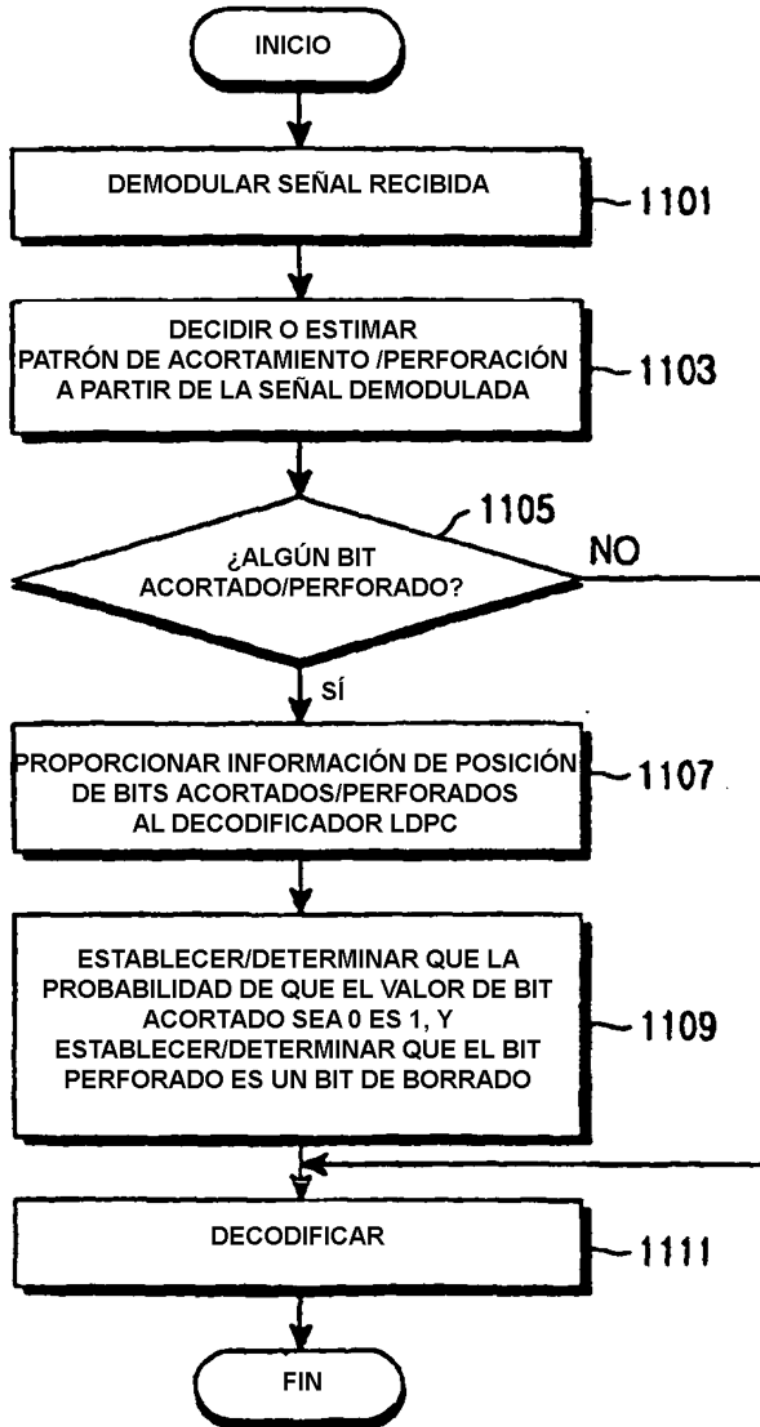 INICIO
DEMODULAR SEÑAL RECIBIDA
1101
DECIDIR O ESTIMAR
PATRÓN DE ACORTAMIENTO /PERFORACIÓN
A PARTIR DE LA SEÑAL DEMODULADA
1103
1105
¿ALGÚN BIT
ACORTADO/PERFORADO?
NO
SÍ
PROPORCIONAR INFORMACIÓN DE POSICIÓN
DE BITS ACORTADOS/PERFORADOS
AL DECODIFICADOR LDPC
1107
ESTABLECER/DETERMINAR QUE LA
PROBABILIDAD DE QUE EL VALOR DE BIT
ACORTADO SEA 0 ES 1, Y
ESTABLECER/DETERMINAR QUE EL BIT
PERFORADO ES UN BIT DE BORRADO
1109
DECODIFICAR
1111
FIN